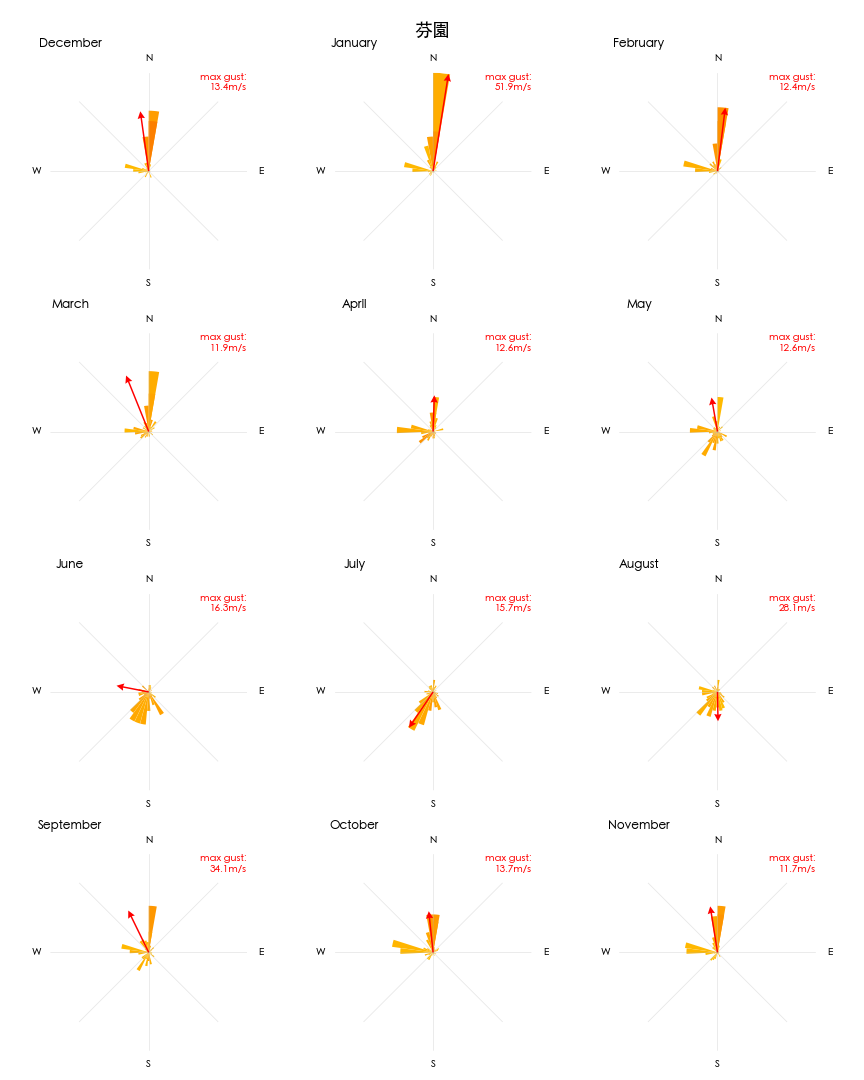 芬園
December
January
February
N
N
N
max gust:
13.4m/s
max gust:
51.9m/s
max gust:
12.4m/s
W
E
W
E
W
E
S
S
S
March
April
May
N
N
N
max gust:
11.9m/s
max gust:
12.6m/s
max gust:
12.6m/s
W
E
W
E
W
E
S
S
S
June
July
August
N
N
N
max gust:
16.3m/s
max gust:
15.7m/s
max gust:
28.1m/s
W
E
W
E
W
E
S
S
S
September
October
November
N
N
N
max gust:
34.1m/s
max gust:
13.7m/s
max gust:
11.7m/s
W
E
W
E
W
E
S
S
S